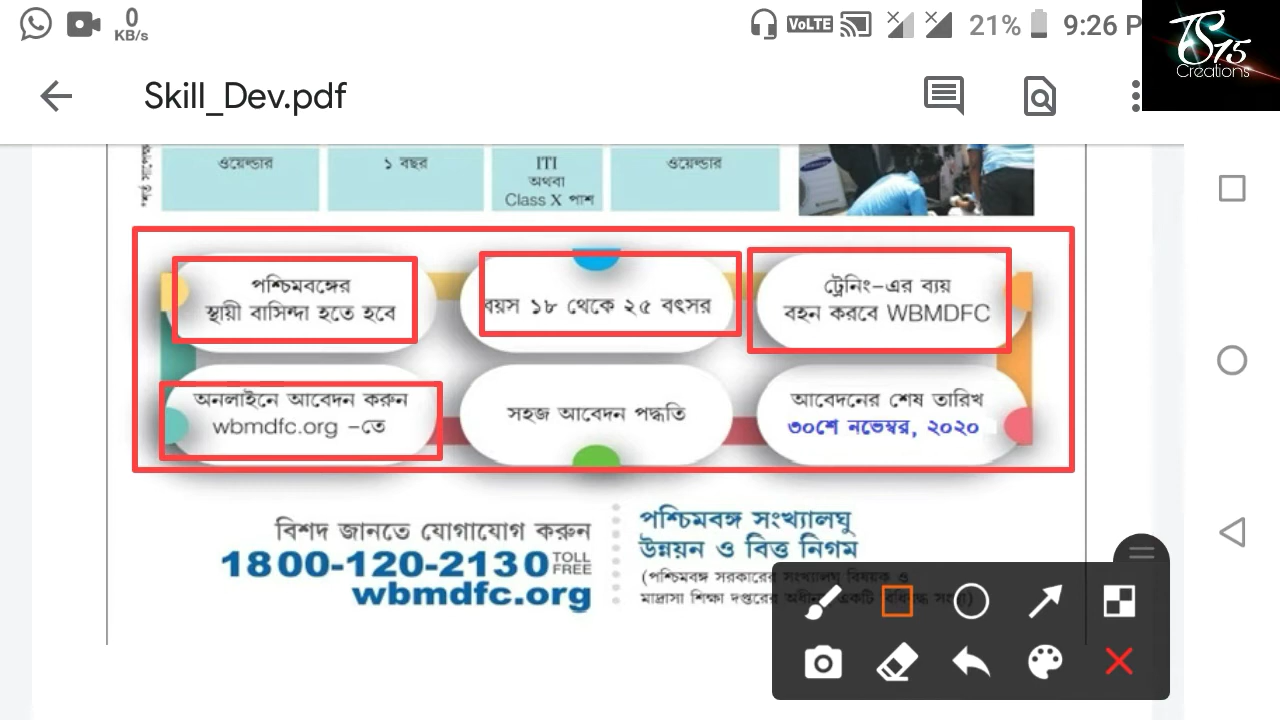 0
KB/s
VoLTE
21%
9:26 P
TS15
Creations
Skill_Dev.pdf
ওয়েল্ডার
১ বছর
ITI
অথবা
Class X পাশ
ওয়েল্ডার
পশ্চিমবঙ্গের
স্থায়ী বাসিন্দা হতে হবে
বয়স ১৮ থেকে ২৫ বৎসর
ট্রেনিং-এর ব্যয়
বহন করবে WBMDFC
অনলাইনে আবেদন করুন
wbmdfc.org -তে
সহজ আবেদন পদ্ধতি
আবেদনের শেষ তারিখ
৩০শে নভেম্বর, ২০২০
বিশদ জানতে যোগাযোগ করুন
1800-120-2130 TOLL FREE
wbmdfc.org
পশ্চিমবঙ্গ সংখ্যালঘু
উন্নয়ন ও বিত্ত নিগম
(পশ্চিমবঙ্গ সরকারের সংখ্যালঘু বিষয়ক ও
মাদ্রাসা শিক্ষা দপ্তরের অধীনস্থ একটি বিধিবদ্ধ সংস্থা)